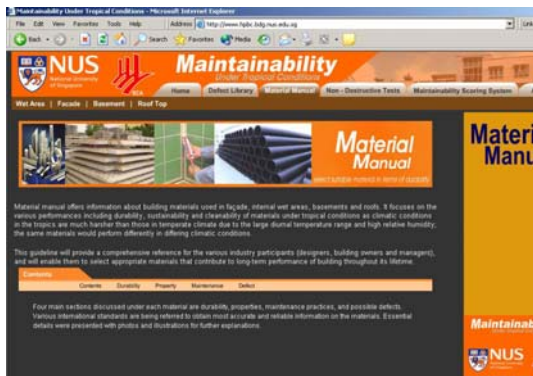 Maintainability Under Tropical Conditions - Microsoft Internet Explorer
File Edit View Favorites Tools Help Address http://www.hpbc.bdg.nus.edu.sg Link
Back Search Favorites Media
NUS
National University
of Singapore
BCA
Maintainability
Under Tropical Conditions
Home Defect Library Material Manual Non - Destructive Tests Maintainability Scoring System
Wet Area | Facade | Basement | Roof Top
Material
Manual
select suitable material in terms of durability
Materi
Manu
Material manual offers information about building materials used in façade, internal wet areas, basements and roofs. It focuses on the
various performances including durability, sustainability and cleanability of materials under tropical conditions as climatic conditions
in the tropics are much harsher than those in temperate climate due to the large diurnal temperature range and high relative humidity;
the same materials would perform differently in differing climatic conditions.
This guideline will provide a comprehensive reference for the various industry participants (designers, building owners and managers),
and will enable them to select appropriate materials that contribute to long-term performance of building throughout its lifetime.
Contents
Contents Durability Property Maintenance Defect
Four main sections discussed under each material are durability, properties, maintenance practices, and possible defects.
Various international standards are being referred to obtain most accurate and reliable information on the materials. Essential
details were presented with photos and illustrations for further explanations.
Maintainab
NUS
National University
of Singapore